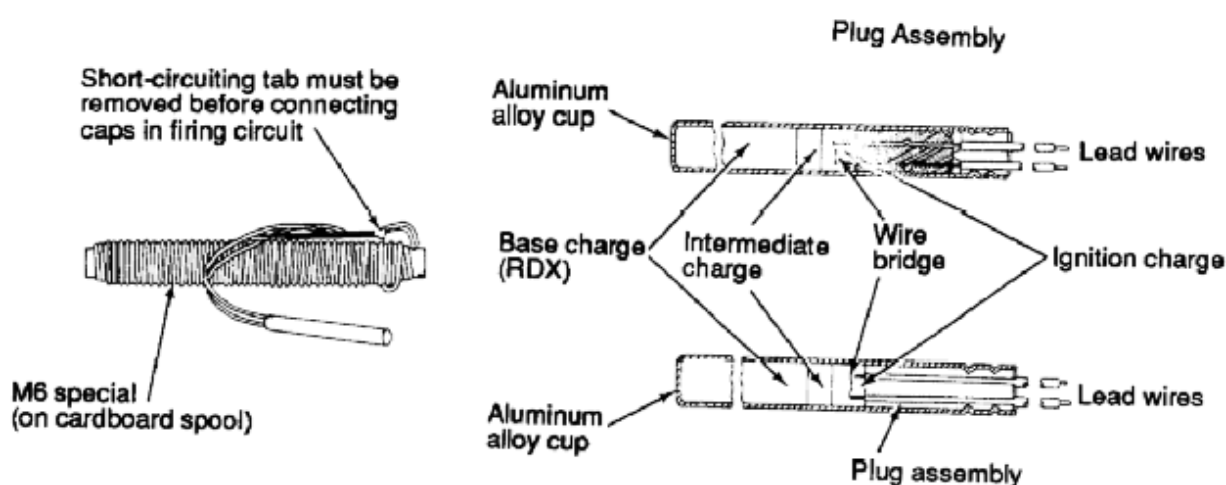 Plug Assembly
Short-circuiting tab must be
removed before connecting
caps in firing circuit
Aluminum
alloy cup
Lead wires
Base charge
(RDX)
Intermediate
charge
Wire
bridge
Ignition charge
M6 special
(on cardboard spool)
Aluminum
alloy cup
Lead wires
Plug assembly